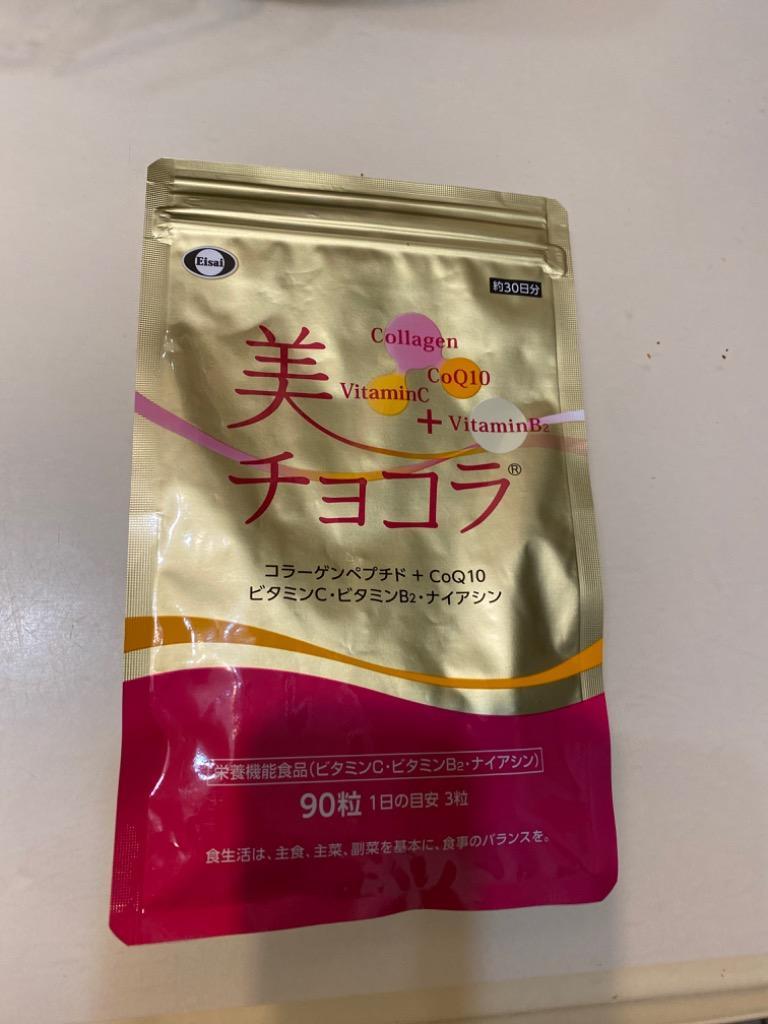 Eisai
約30日分
美
Collagen
CoQ10
VitaminC
+ VitaminB2
チョコラ®
コラーゲンペプチド + CoQ10
ビタミンC・ビタミンB2・ナイアシン
栄養機能食品(ビタミンC・ビタミンB2・ナイアシン)
90粒 1日の目安 3粒
食生活は、主食、主菜、副菜を基本に、食事のバランスを。